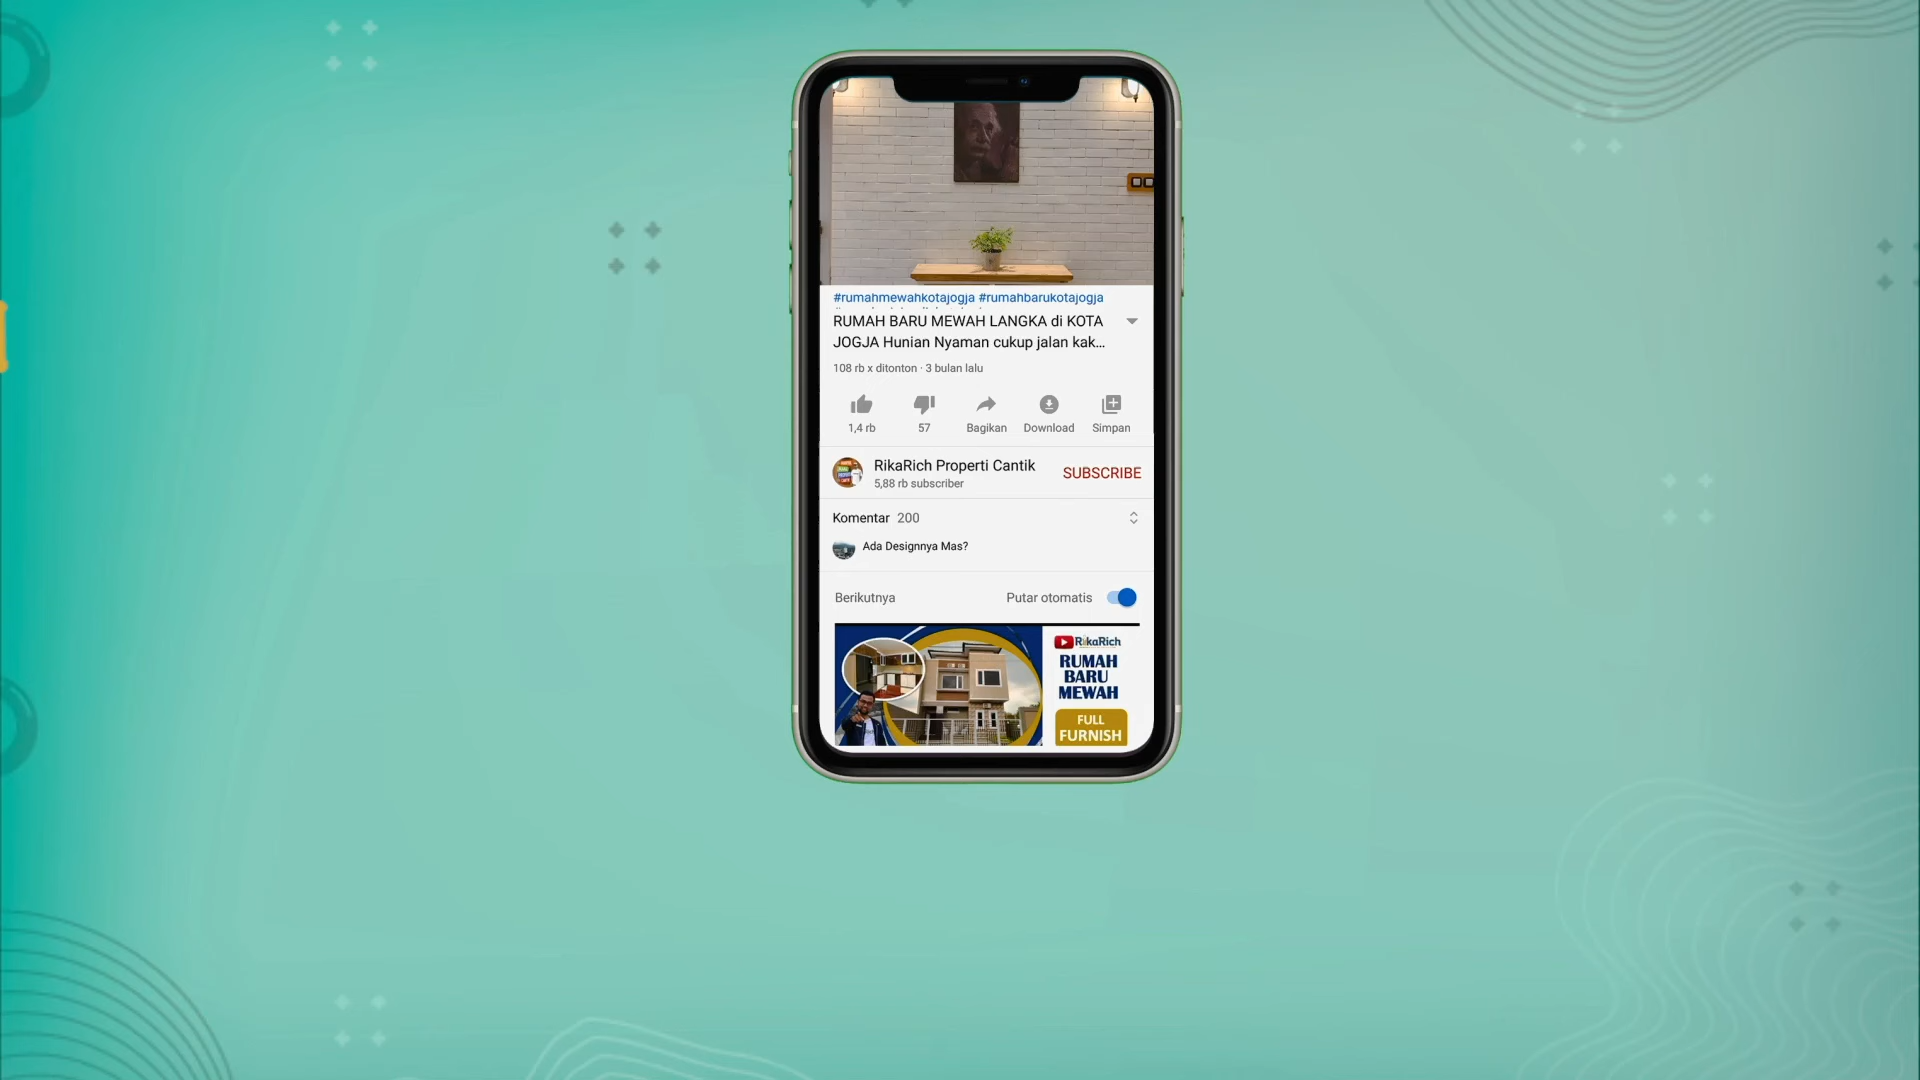 #rumahmewahkotajogja #rumahbarukotajogja
RUMAH BARU MEWAH LANGKA di KOTA
JOGJA Hunian Nyaman cukup jalan kak...
108 rb x ditonton · 3 bulan lalu
1,4 rb
57
Bagikan
Download
Simpan
RikaRich Properti Cantik
5,88 rb subscriber
SUBSCRIBE
Komentar 200
Ada Designnya Mas?
Berikutnya
Putar otomatis
RikaRich
RUMAH
BARU
MEWAH
FULL
FURNISH